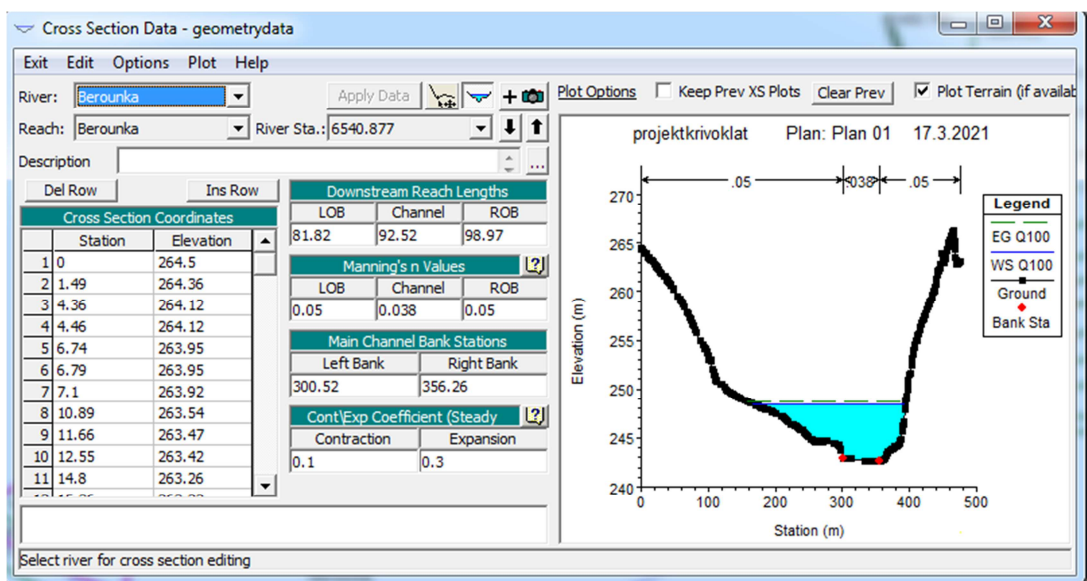 Cross Section Data - geometrydata
Exit Edit Options Plot Help
River: Berounka
Apply Data
Plot Options Keep Prev XS Plots Clear Prev Plot Terrain (if availab
Reach: Berounka River Sta.: 6540.877
Description
...
Del Row Ins Row
Cross Section Coordinates
Station Elevation
1 0 264.5
2 1.49 264.36
3 4.36 264.12
4 4.46 264.12
5 6.74 263.95
6 6.79 263.95
7 7.1 263.92
8 10.89 263.54
9 11.66 263.47
10 12.55 263.42
11 14.8 263.26
Downstream Reach Lengths
LOB Channel ROB
81.82 92.52 98.97
Manning's n Values
LOB Channel ROB
0.05 0.038 0.05
Main Channel Bank Stations
Left Bank Right Bank
300.52 356.26
Cont\Exp Coefficient (Steady
Contraction Expansion
0.1 0.3
projektkrivoklat Plan: Plan 01 17.3.2021
.05 .038 .05
Elevation (m)
270
265
260
255
250
245
240
0 100 200 300 400 500
Station (m)
Legend
EG Q100
WS Q100
Ground
Bank Sta
Select river for cross section editing